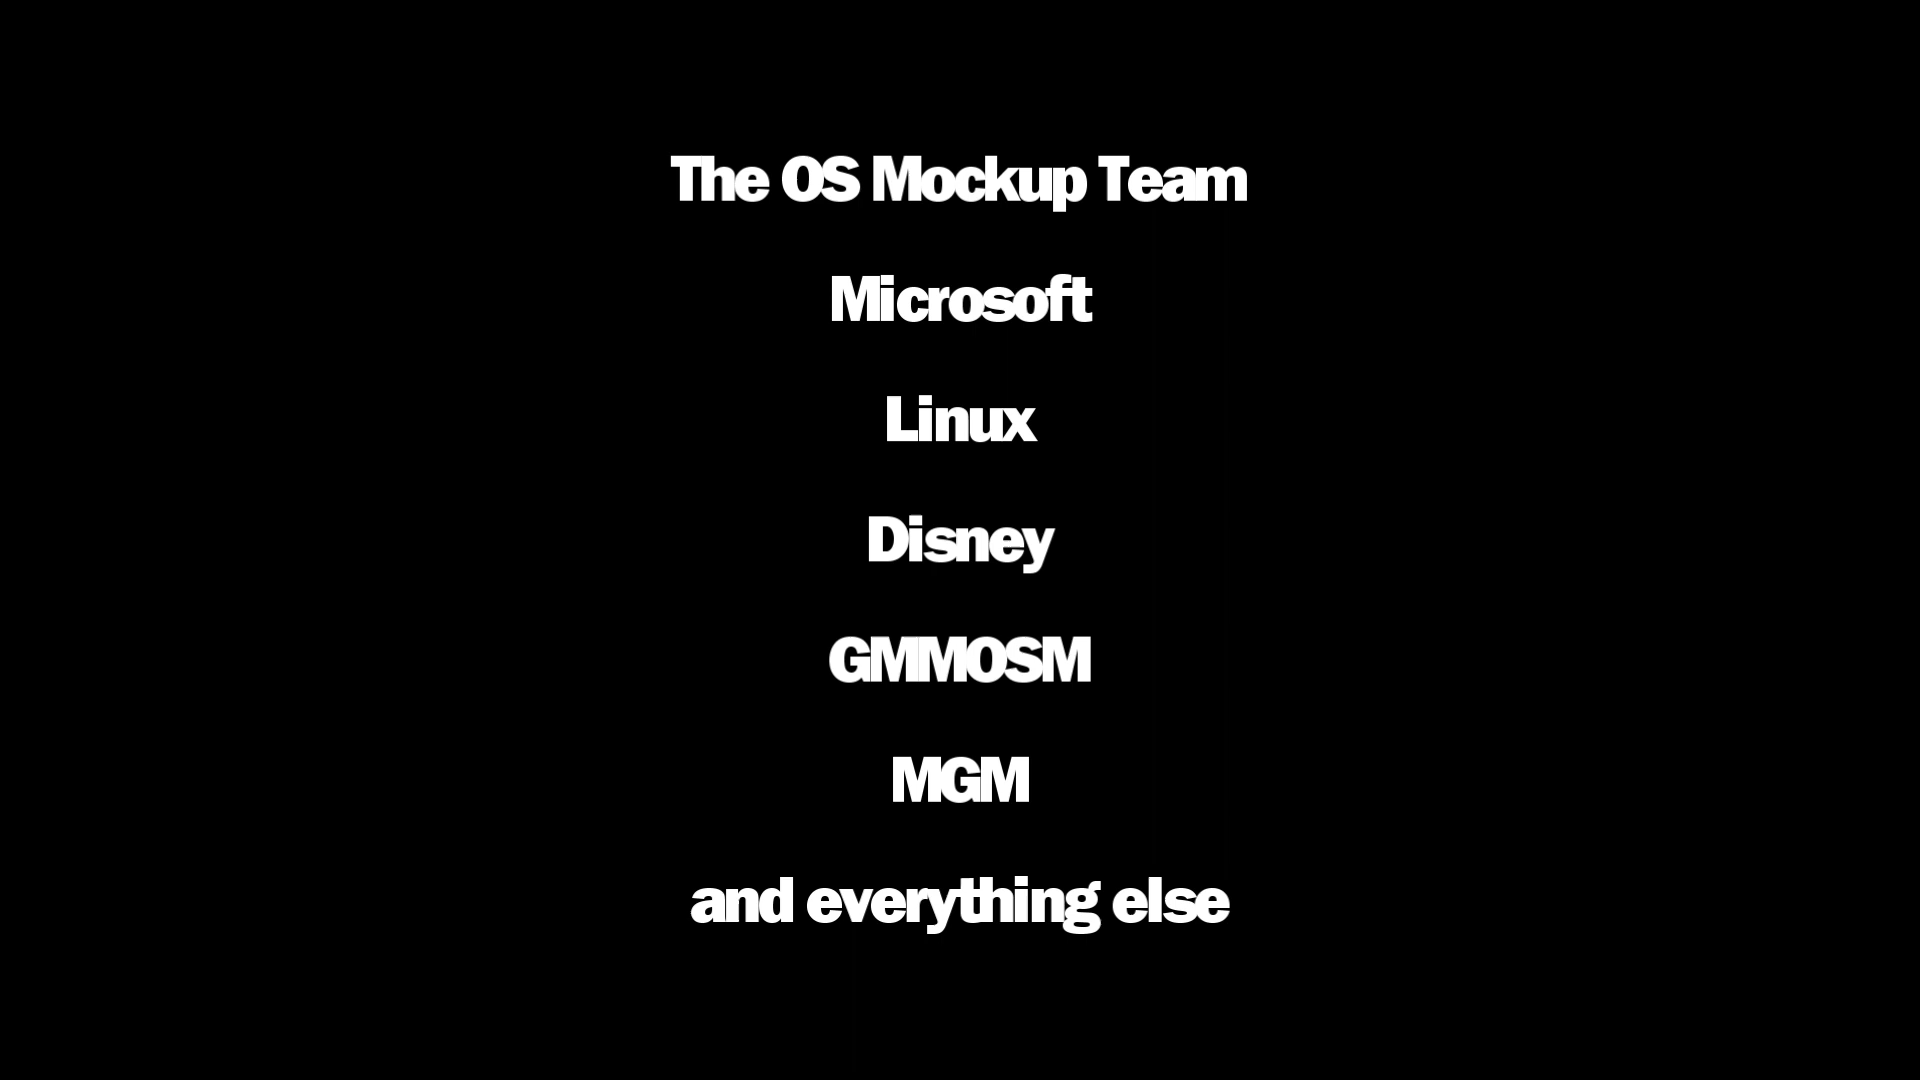 The OS Mockup Team
Microsoft
Linux
Disney
GMMOSM
MGM
and everything else